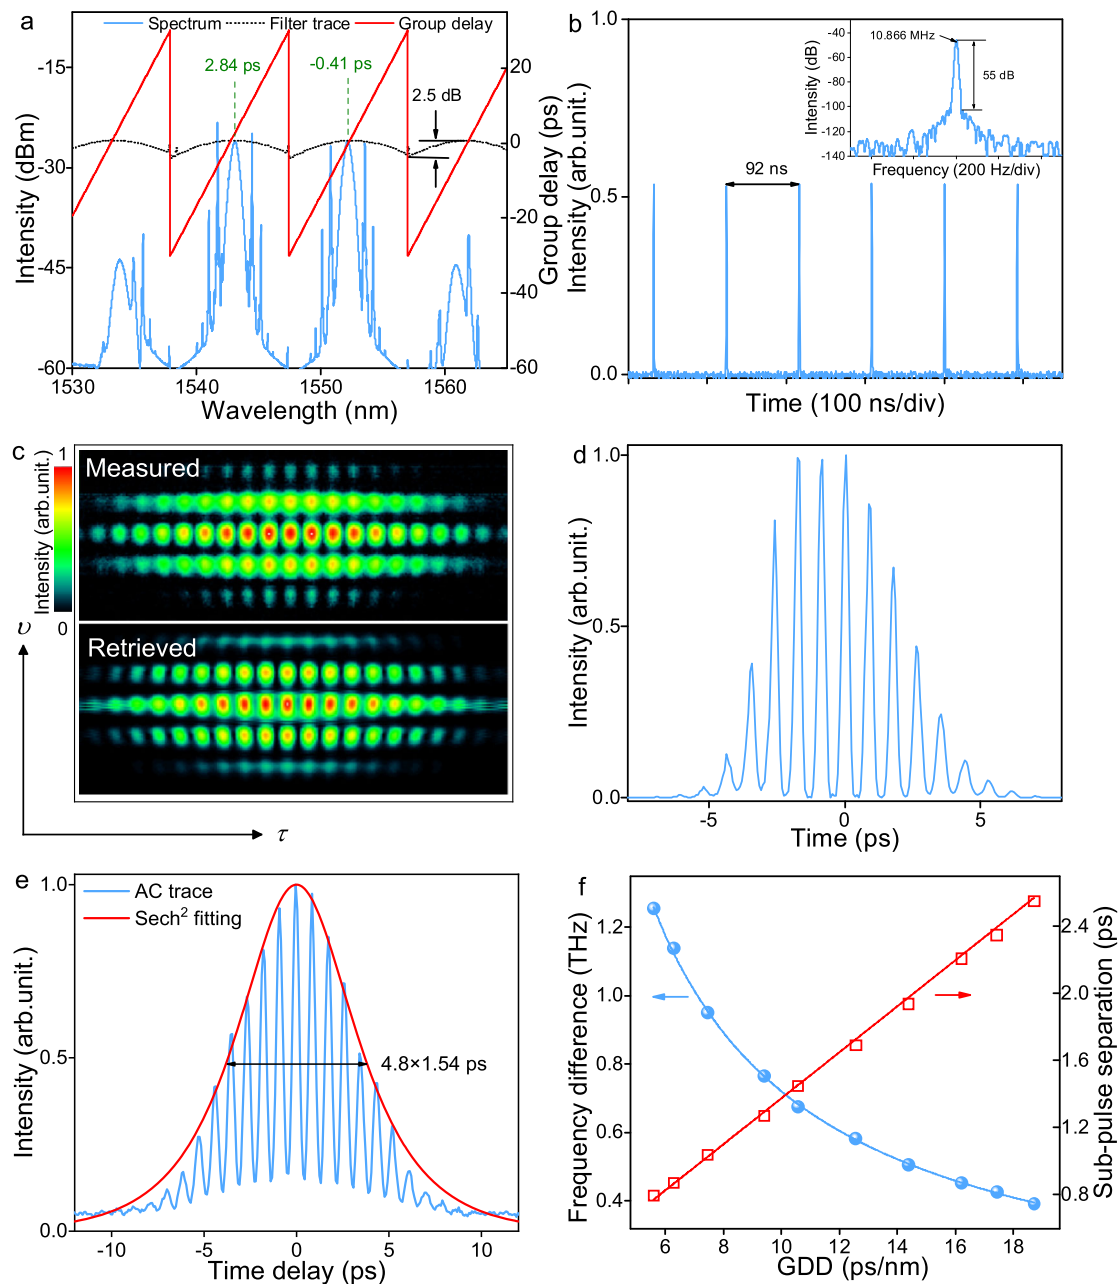 a
Spectrum
Filter trace
Group delay
2.84 ps
-0.41 ps
2.5 dB
-15
-30
-45
-60
Intensity (dBm)
20
0
-20
-40
-60
Group delay (ps)
1530
1540
1550
1560
Wavelength (nm)
b
1.0
0.5
0.0
Intensity (arb.unit.)
92 ns
Time (100 ns/div)
-40
-60
-80
-100
-120
-140
Intensity (dB)
10.866 MHz
55 dB
Frequency (200 Hz/div)
c
1
Intensity (arb.unit.)
0
Measured
Retrieved
υ
τ
d
1.0
0.5
0.0
Intensity (arb.unit.)
-5
0
5
Time (ps)
e
AC trace
Sech² fitting
4.8×1.54 ps
1.0
0.5
0.0
Intensity (arb.unit.)
-10
-5
0
5
10
Time delay (ps)
f
1.2
1.0
0.8
0.6
0.4
Frequency difference (THz)
2.4
2.0
1.6
1.2
0.8
Sub-pulse separation (ps)
6
8
10
12
14
16
18
GDD (ps/nm)